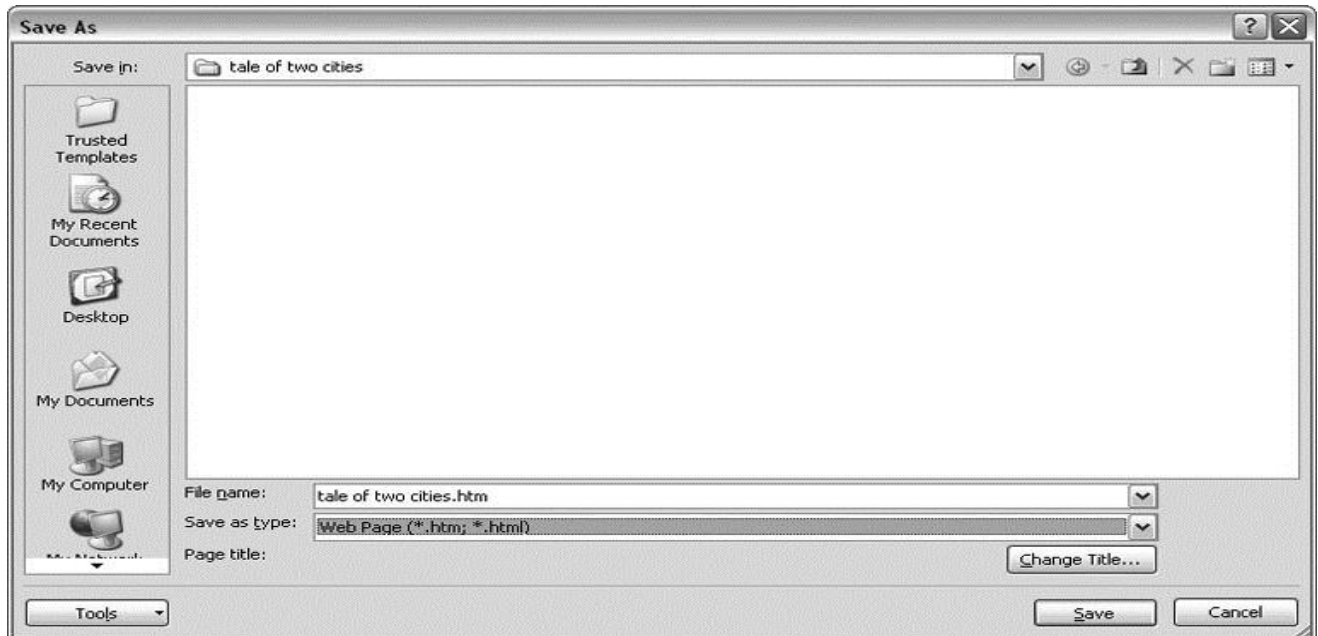 Save As
Save in:
tale of two cities
Trusted
Templates
My Recent
Documents
Desktop
My Documents
My Computer
My Network
File name:
tale of two cities.htm
Save as type:
Web Page (*.htm; *.html)
Page title:
Change Title...
Tools
Save
Cancel